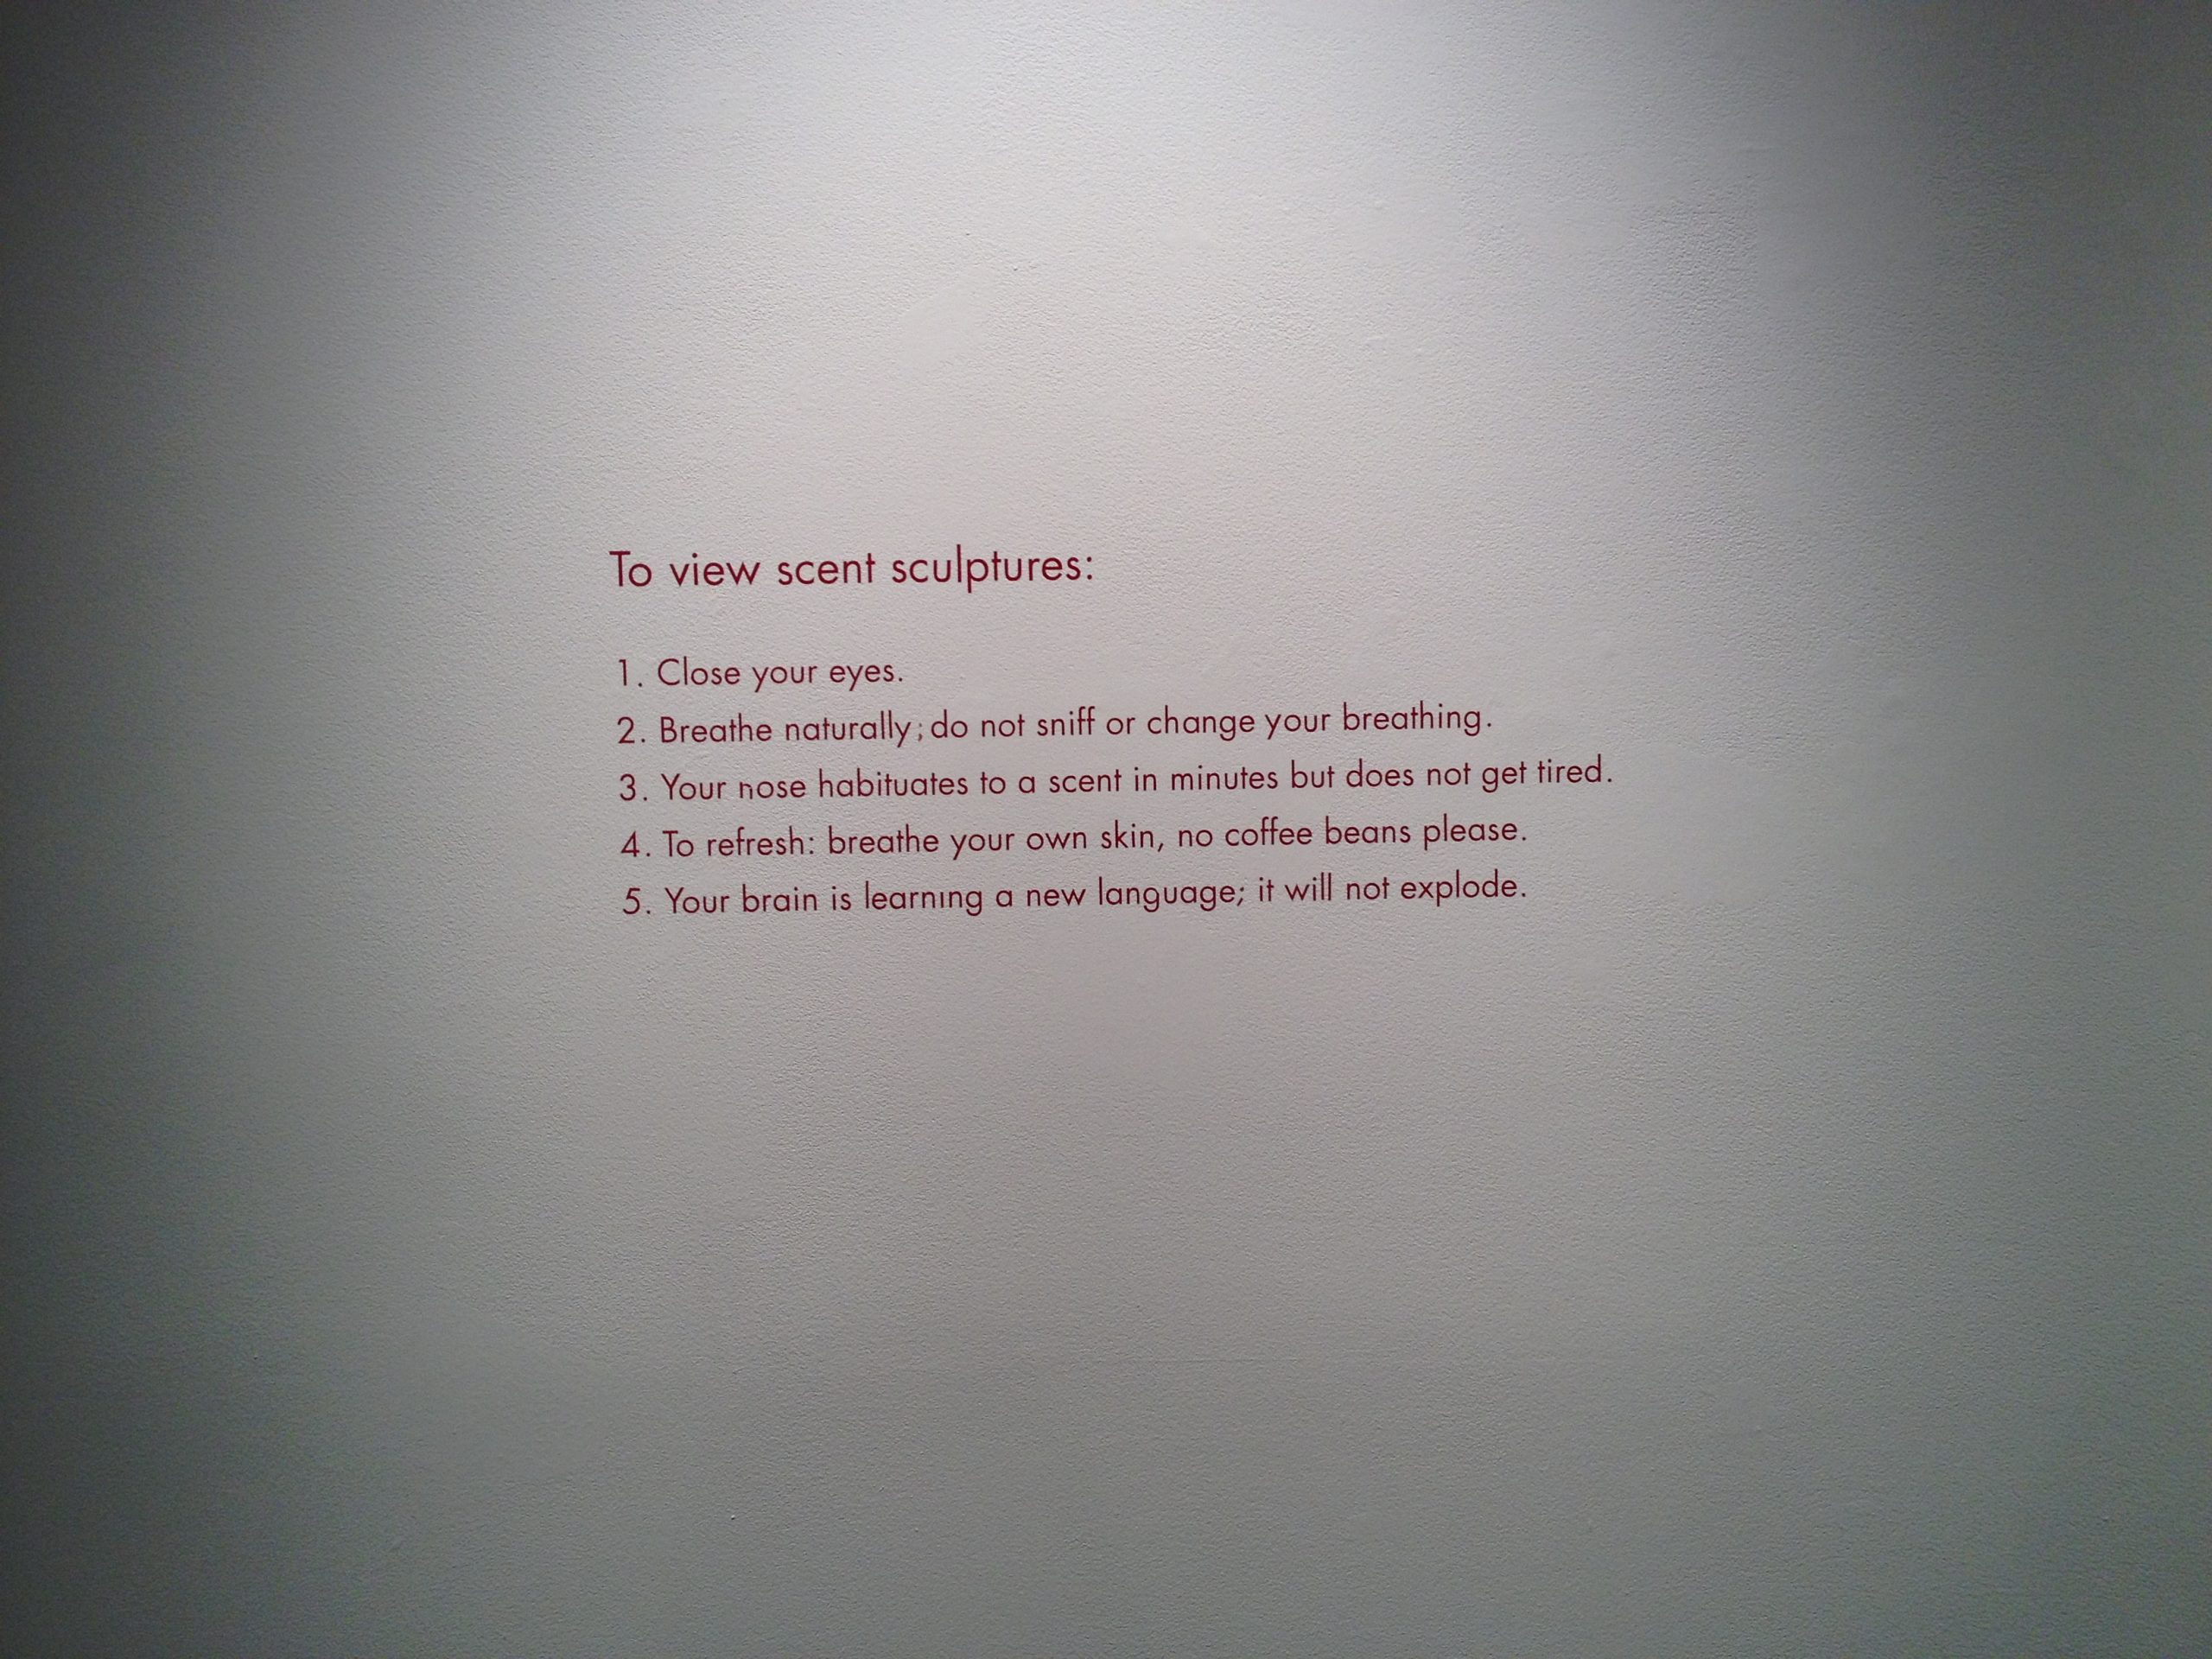 To view scent sculptures:
1. Close your eyes.
2. Breathe naturally; do not sniff or change your breathing.
3. Your nose habituates to a scent in minutes but does not get tired.
4. To refresh: breathe your own skin, no coffee beans please.
5. Your brain is learning a new language; it will not explode.